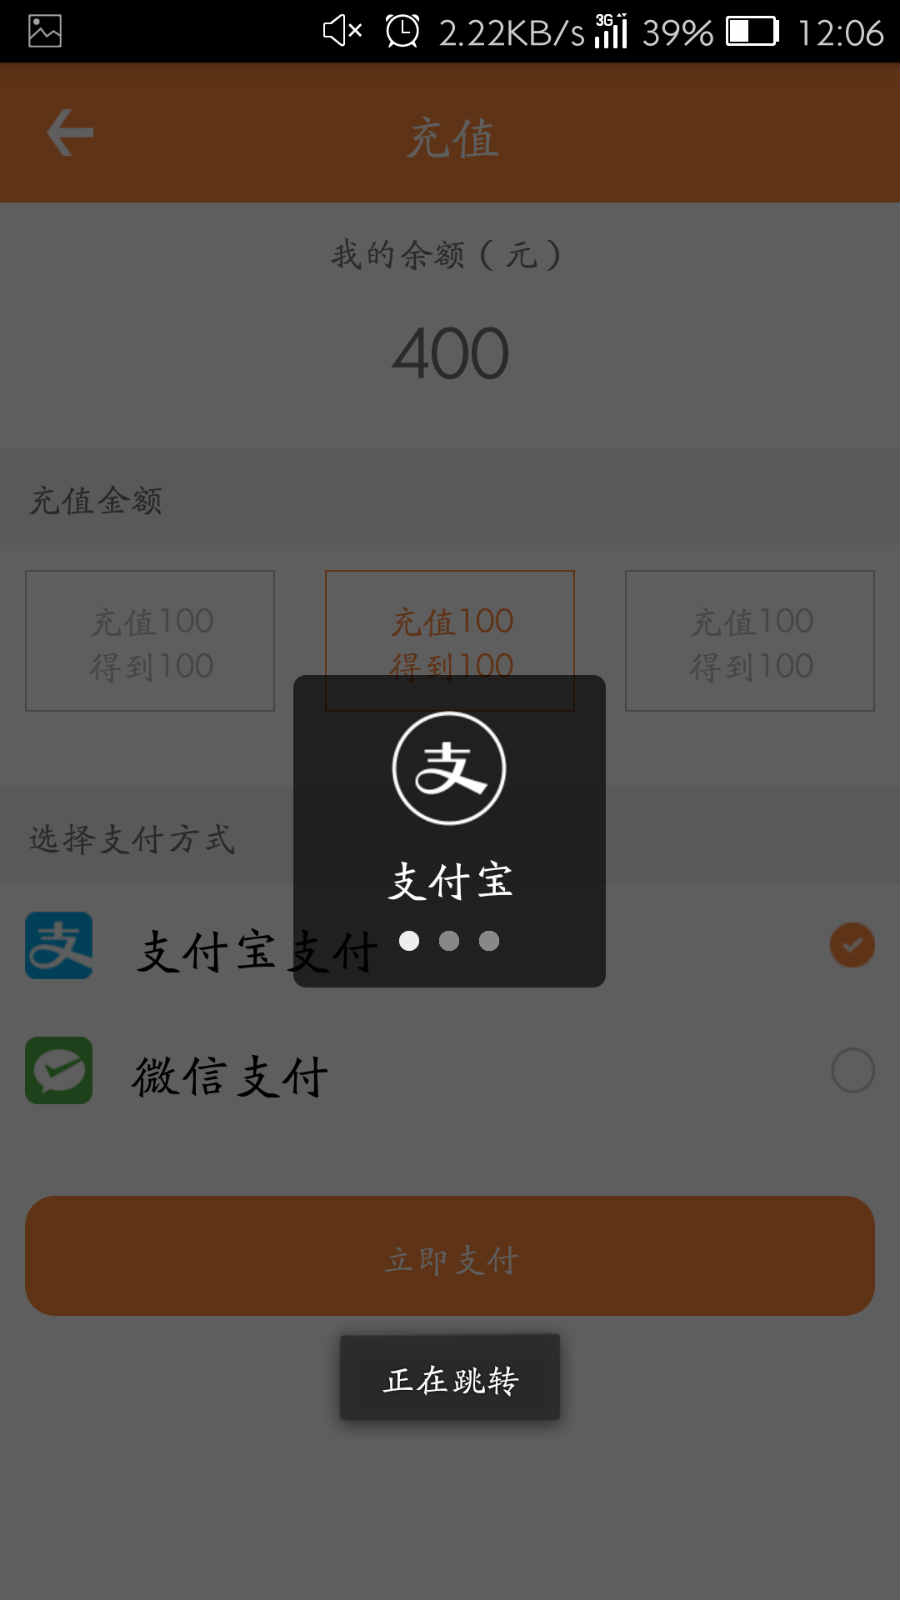 2.22KB/s 3G 39% 12:06
充值
我的余额（元）
400
充值金额
充值100 充值100 充值100
得到100 得到100 得到100
支
支付宝
选择支付方式
支 支付宝支付
微信支付
立即支付
正在跳转